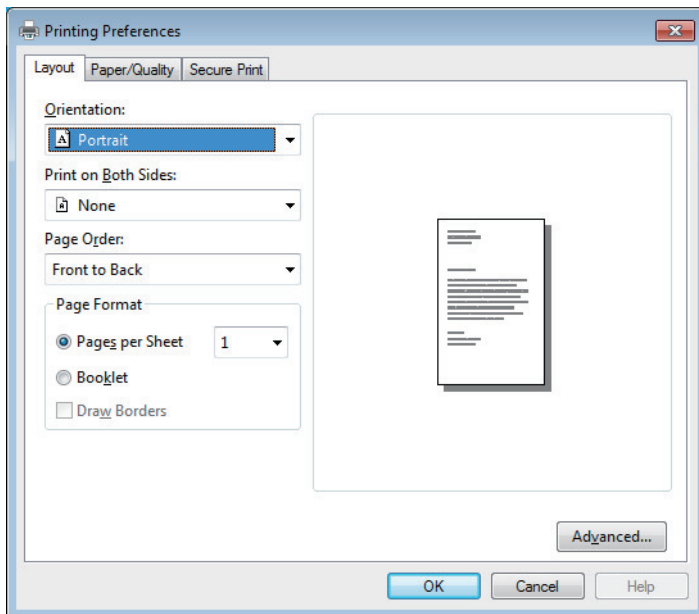 Printing Preferences
Layout Paper/Quality Secure Print
Orientation:
A Portrait
Print on Both Sides:
None
Page Order:
Front to Back
Page Format
Pages per Sheet 1
Booklet
Draw Borders
Advanced...
OK Cancel Help